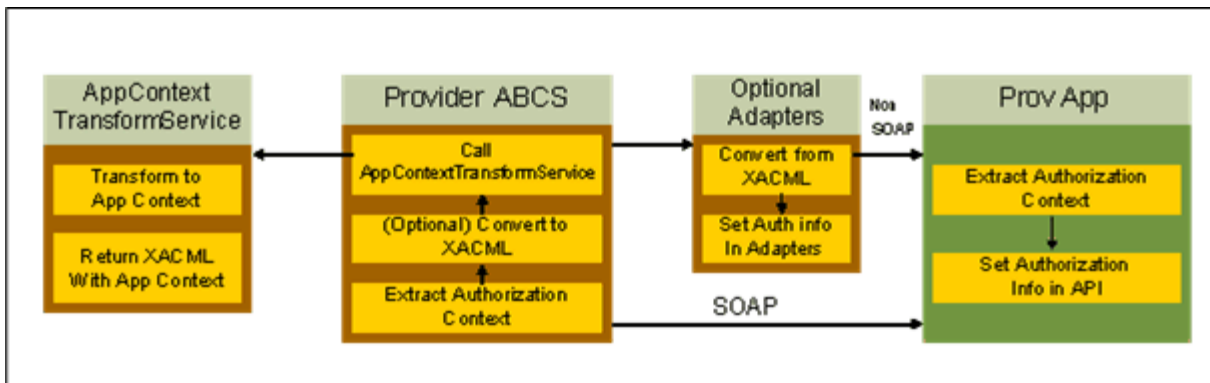 AppContext
TransformService
Transform to
App Context
Return XACML
With App Context
Provider ABCS
Call
AppContextTransformService
(Optional) Convert to
XACML
Extract Authorization
Context
Optional
Adapters
Convert from
XACML
Set Auth info
In Adapters
Non
SOAP
SOAP
Prov App
Extract Authorization
Context
Set Authorization
Info in API